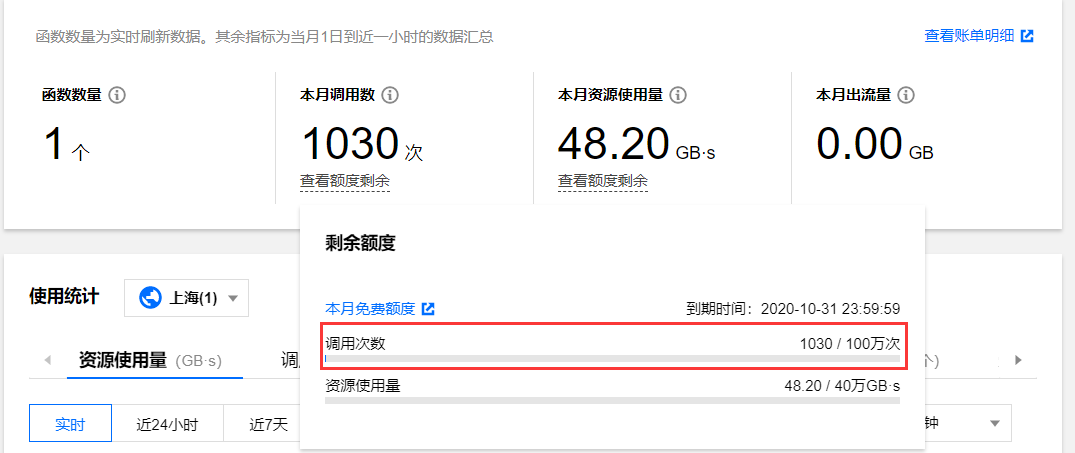 函数数量为实时刷新数据。其余指标为当月1日到近一小时的数据汇总
查看账单明细
函数数量
本月调用数
本月资源使用量
本月出流量
1 个
1030 次
48.20 GB·s
0.00 GB
查看额度剩余
查看额度剩余
剩余额度
本月免费额度
到期时间：2020-10-31 23:59:59
调用次数
1030 / 100万次
资源使用量
48.20 / 40万GB·s
使用统计
上海(1)
资源使用量 (GB·s)
调
个)
实时
近24小时
近7天
钟